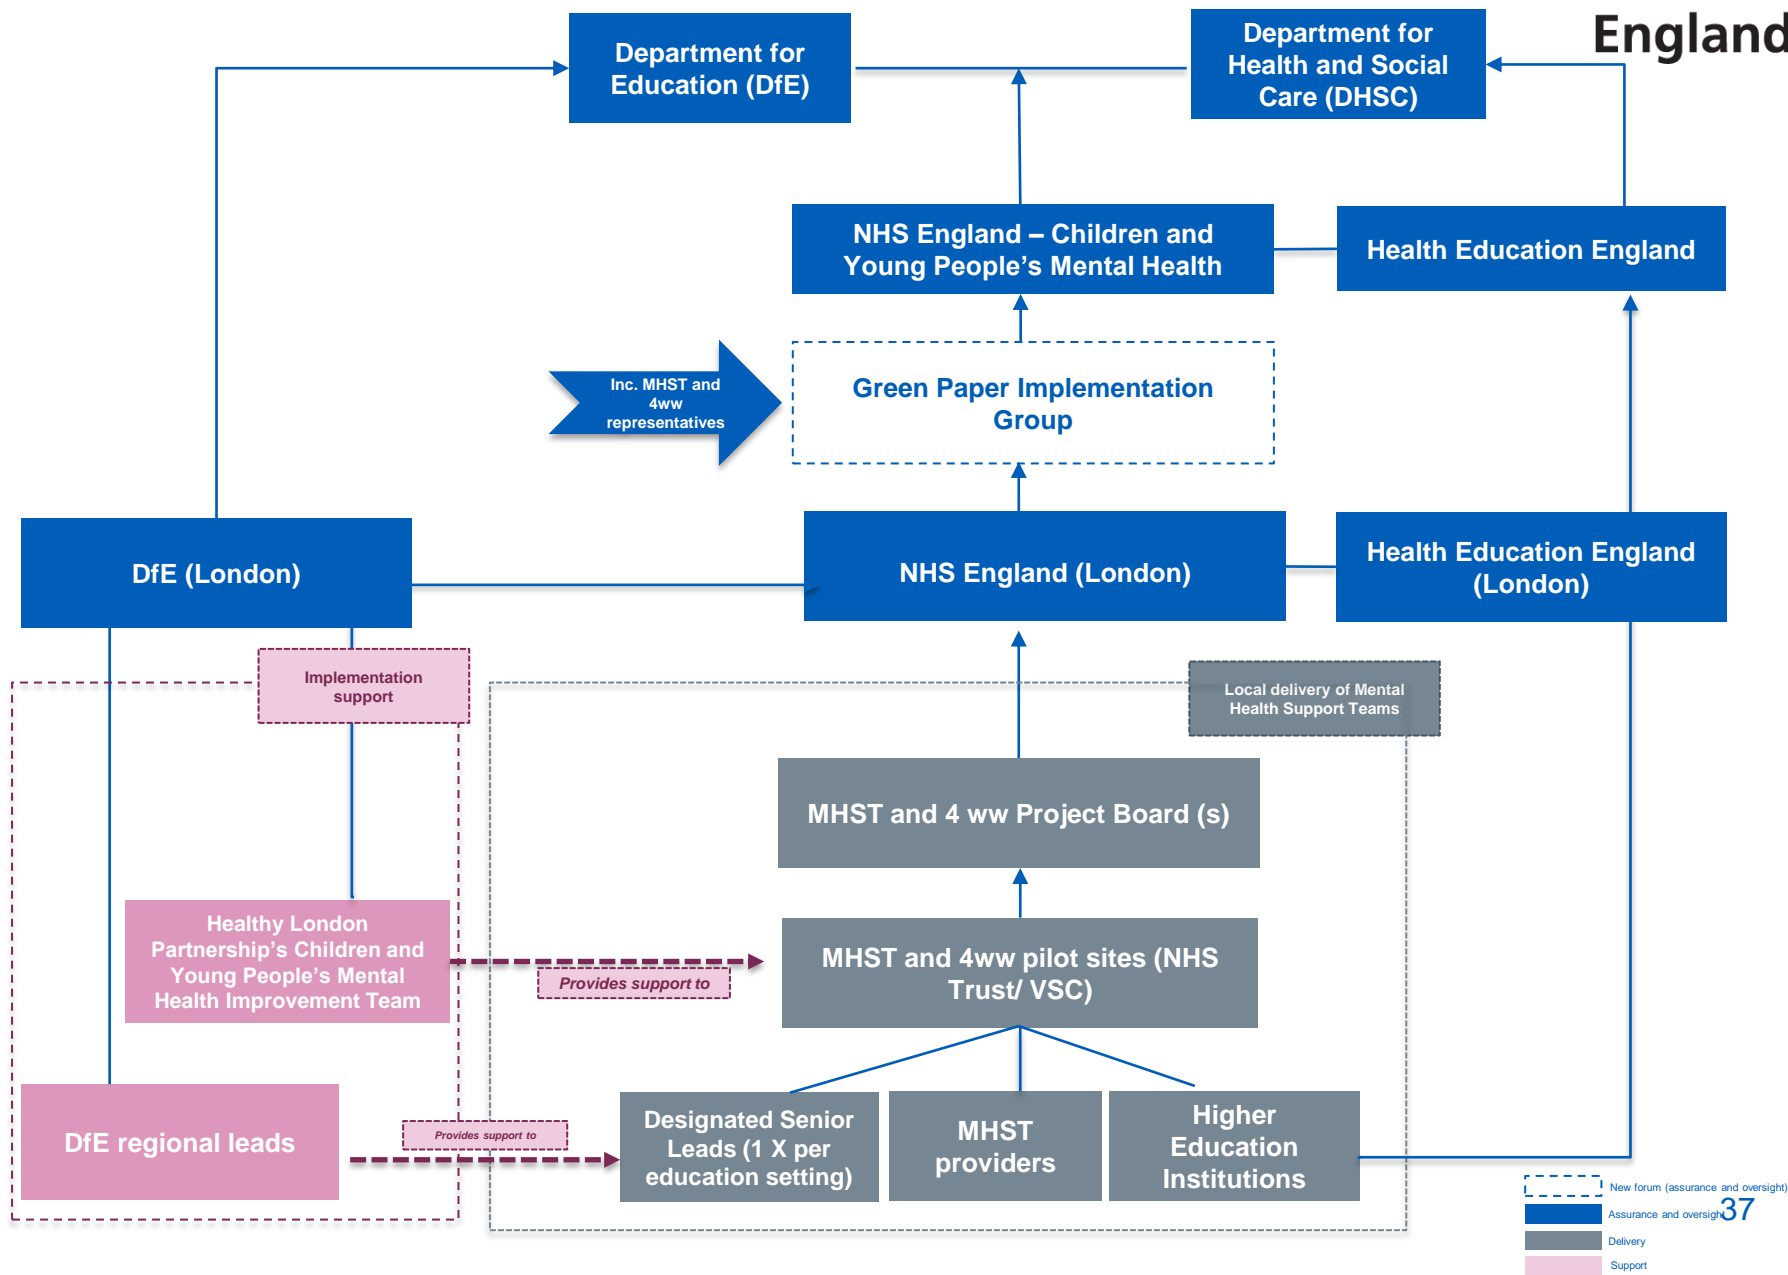 England
Department for
Education (DfE)
Department for
Health and Social
Care (DHSC)
NHS England – Children and
Young People’s Mental Health
Health Education England
Inc. MHST and
4ww
representatives
Green Paper Implementation
Group
DfE (London)
NHS England (London)
Health Education England
(London)
Implementation
support
Local delivery of Mental
Health Support Teams
MHST and 4 ww Project Board (s)
Healthy London
Partnership’s Children and
Young People’s Mental
Health Improvement Team
Provides support to
MHST and 4ww pilot sites (NHS
Trust/ VSC)
DfE regional leads
Provides support to
Designated Senior
Leads (1 X per
education setting)
MHST
providers
Higher
Education
Institutions
New forum (assurance and oversight)
Assurance and oversight
37
Delivery
Support